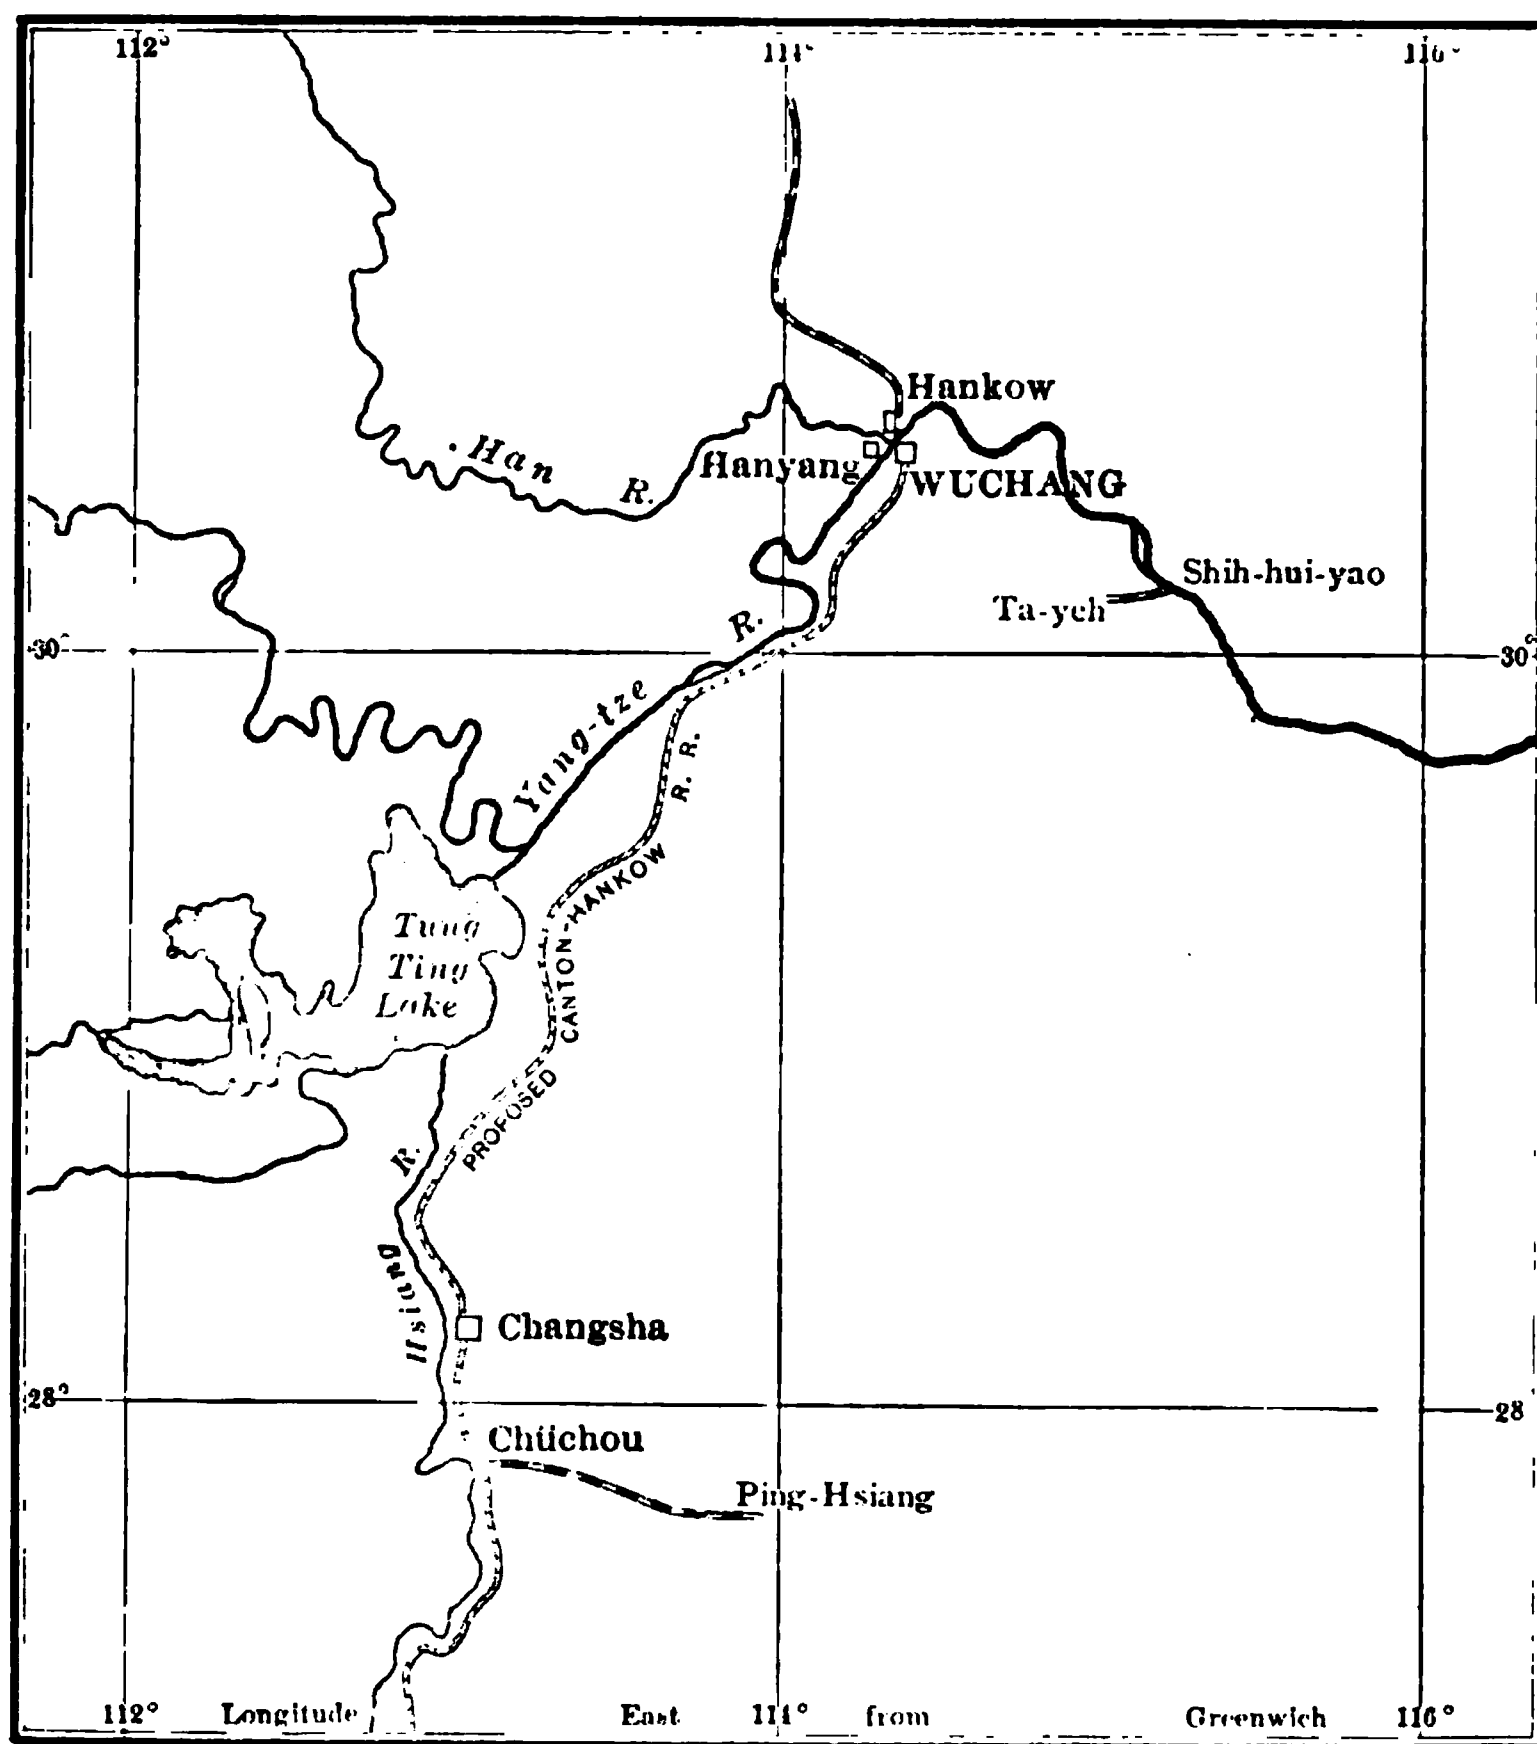 112° 114° 116°
Hankow
Han R.
Hanyang
WUCHANG
Shih-hui-yao
Ta-yeh
30° 30°
Yang-tze R.
PROPOSED CANTON-HANKOW R. R.
Tung
Ting
Lake
Hsiang R.
Changsha
28° 28
Chüchou
Ping-Hsiang
112° Longitude East 114° from Greenwich 116°